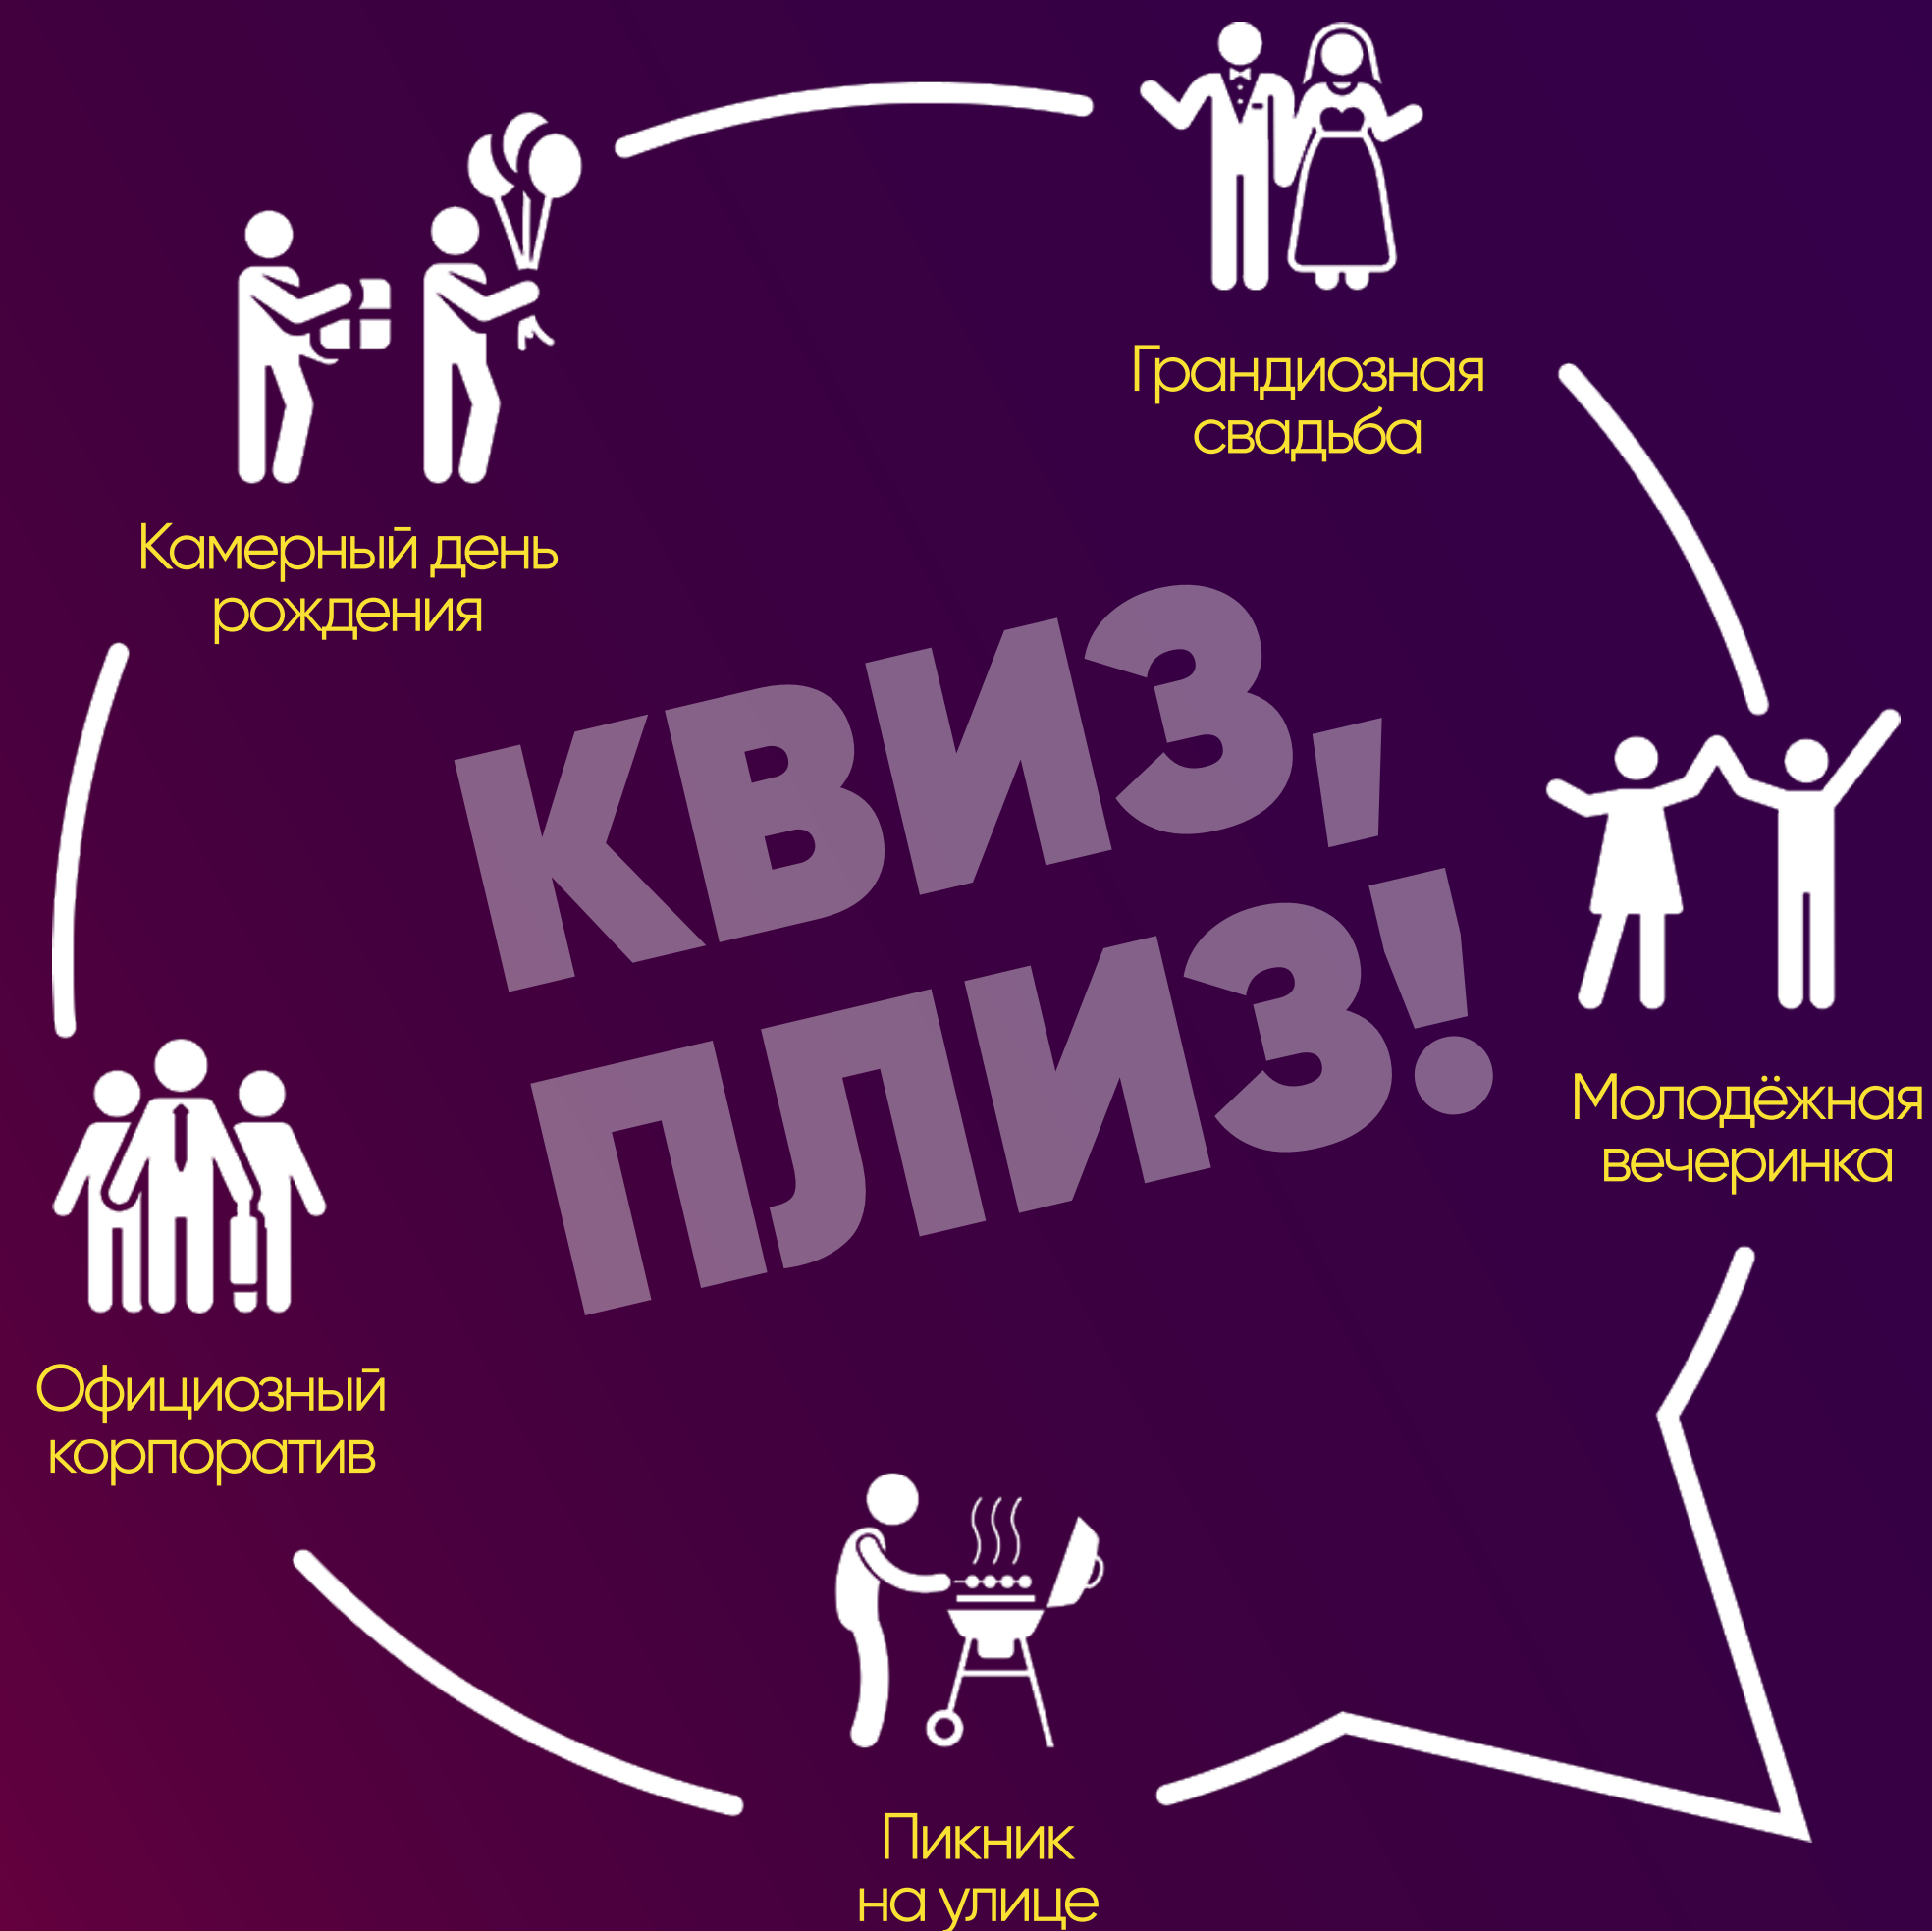 Грандиозная
свадьба
Камерный день
рождения
КВИЗ,
ПЛИЗ!
Молодёжная
вечеринка
Официозный
корпоратив
Пикник
на улице